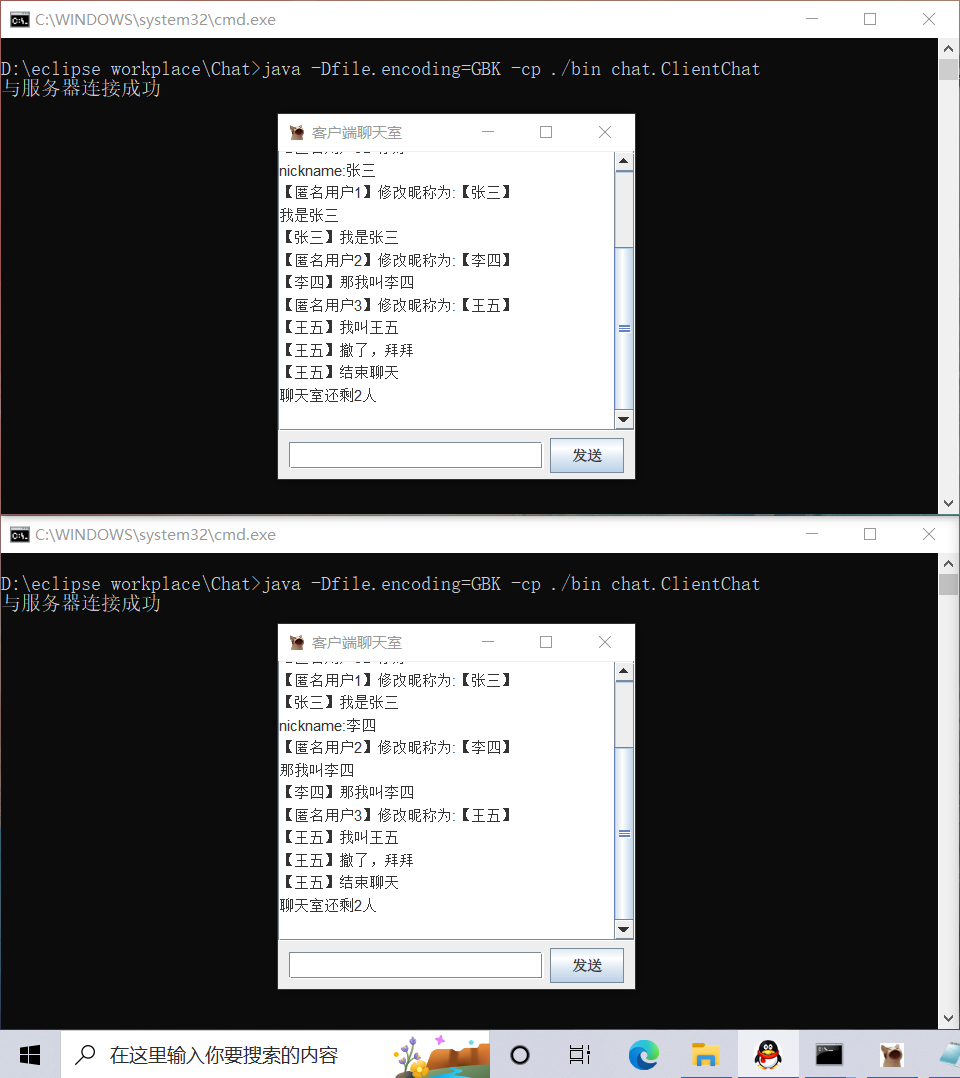 C:\WINDOWS\system32\cmd.exe
D:\eclipse workplace\Chat>java -Dfile.encoding=GBK -cp ./bin chat.ClientChat
与服务器连接成功
客户端聊天室
nickname:张三
【匿名用户1】修改昵称为:【张三】
我是张三
【张三】我是张三
【匿名用户2】修改昵称为:【李四】
【李四】那我叫李四
【匿名用户3】修改昵称为:【王五】
【王五】我叫王五
【王五】撤了，拜拜
【王五】结束聊天
聊天室还剩2人
发送
C:\WINDOWS\system32\cmd.exe
D:\eclipse workplace\Chat>java -Dfile.encoding=GBK -cp ./bin chat.ClientChat
与服务器连接成功
客户端聊天室
【匿名用户1】修改昵称为:【张三】
【张三】我是张三
nickname:李四
【匿名用户2】修改昵称为:【李四】
那我叫李四
【李四】那我叫李四
【匿名用户3】修改昵称为:【王五】
【王五】我叫王五
【王五】撤了，拜拜
【王五】结束聊天
聊天室还剩2人
发送
在这里输入你要搜索的内容